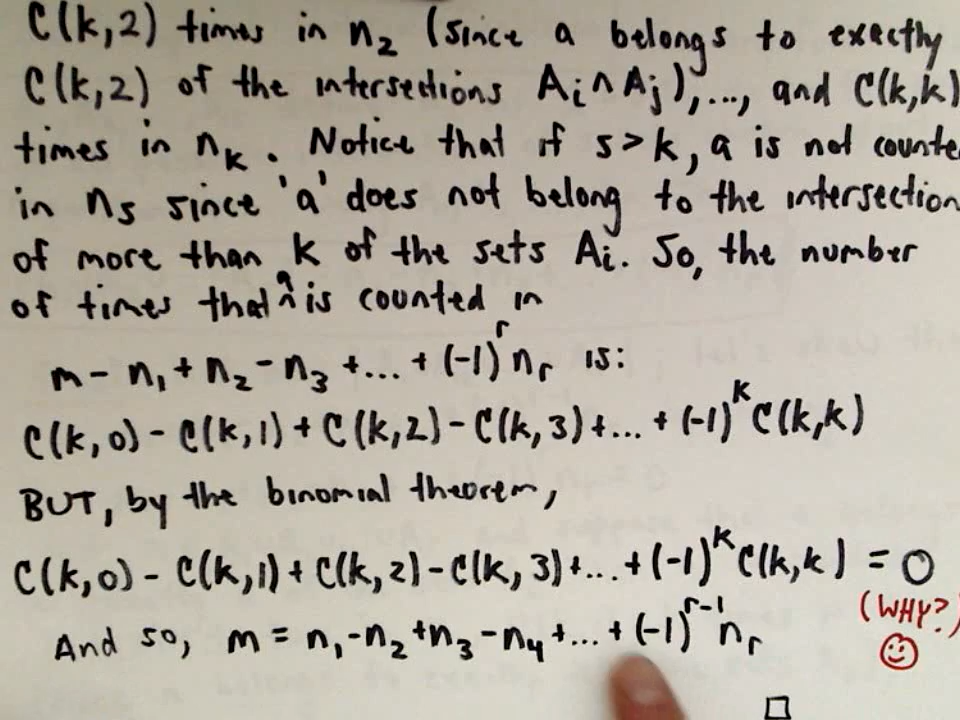 C(k,2) times in n₂ (since a belongs to exactly
C(k,2) of the intersections Aᵢ∩Aⱼ),..., and C(k,k)
times in nₖ. Notice that if s>k, a is not counte
in nₛ since 'a' does not belong to the intersection
of more than k of the sets Aᵢ. So, the number
of times that a is counted in
m - n₁ + n₂ - n₃ +... + (-1)ʳ nᵣ is:
C(k,0) - C(k,1) + C(k,2) - C(k,3) +... + (-1)ᵏ C(k,k)
BUT, by the binomial theorem,
C(k,0) - C(k,1) + C(k,2) - C(k,3) +... + (-1)ᵏ C(k,k) = 0
(WHY?)
And so, m = n₁ - n₂ + n₃ - n₄ +... + (-1)ʳ⁻¹ nᵣ